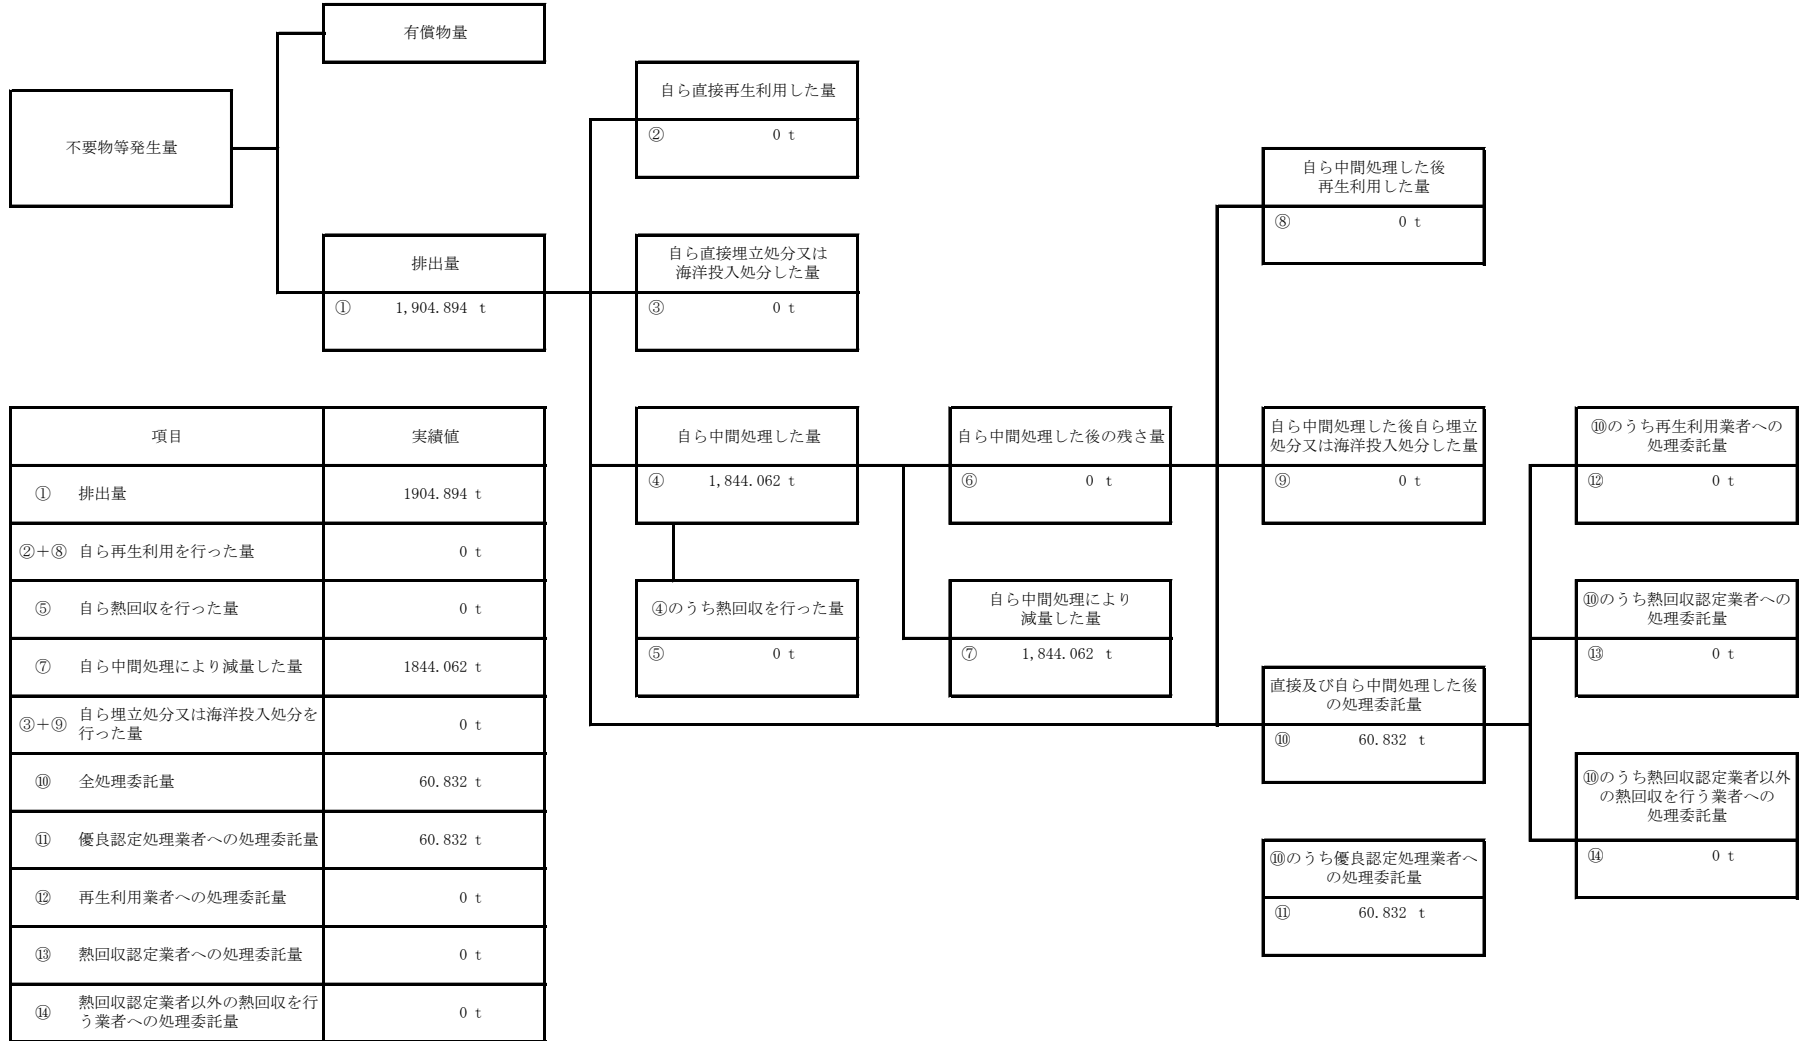 有償物量
不要物等発生量
排出量
① 1,904.894 t
自ら直接再生利用した量
② 0 t
自ら直接埋立処分又は
海洋投入処分した量
③ 0 t
自ら中間処理した量
④ 1,844.062 t
④のうち熱回収を行った量
⑤ 0 t
自ら中間処理した後の残さ量
⑥ 0 t
自ら中間処理により
減量した量
⑦ 1,844.062 t
自ら中間処理した後
再生利用した量
⑧ 0 t
自ら中間処理した後自ら埋立
処分又は海洋投入処分した量
⑨ 0 t
直接及び自ら中間処理した後
の処理委託量
⑩ 60.832 t
⑩のうち優良認定処理業者へ
の処理委託量
⑪ 60.832 t
⑩のうち再生利用業者への
処理委託量
⑫ 0 t
⑩のうち熱回収認定業者への
処理委託量
⑬ 0 t
⑩のうち熱回収認定業者以外
の熱回収を行う業者への
処理委託量
⑭ 0 t
項目 実績値
① 排出量 1904.894 t
②+⑧ 自ら再生利用を行った量 0 t
⑤ 自ら熱回収を行った量 0 t
⑦ 自ら中間処理により減量した量 1844.062 t
③+⑨ 自ら埋立処分又は海洋投入処分を
行った量 0 t
⑩ 全処理委託量 60.832 t
⑪ 優良認定処理業者への処理委託量 60.832 t
⑫ 再生利用業者への処理委託量 0 t
⑬ 熱回収認定業者への処理委託量 0 t
⑭ 熱回収認定業者以外の熱回収を行
う業者への処理委託量 0 t